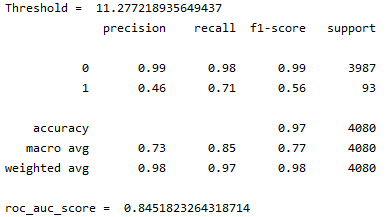 Threshold =  11.277218935649437
              precision    recall  f1-score   support

           0       0.99      0.98      0.99      3987
           1       0.46      0.71      0.56        93

    accuracy                           0.97      4080
   macro avg       0.73      0.85      0.77      4080
weighted avg       0.98      0.97      0.98      4080

roc_auc_score =  0.8451823264318714